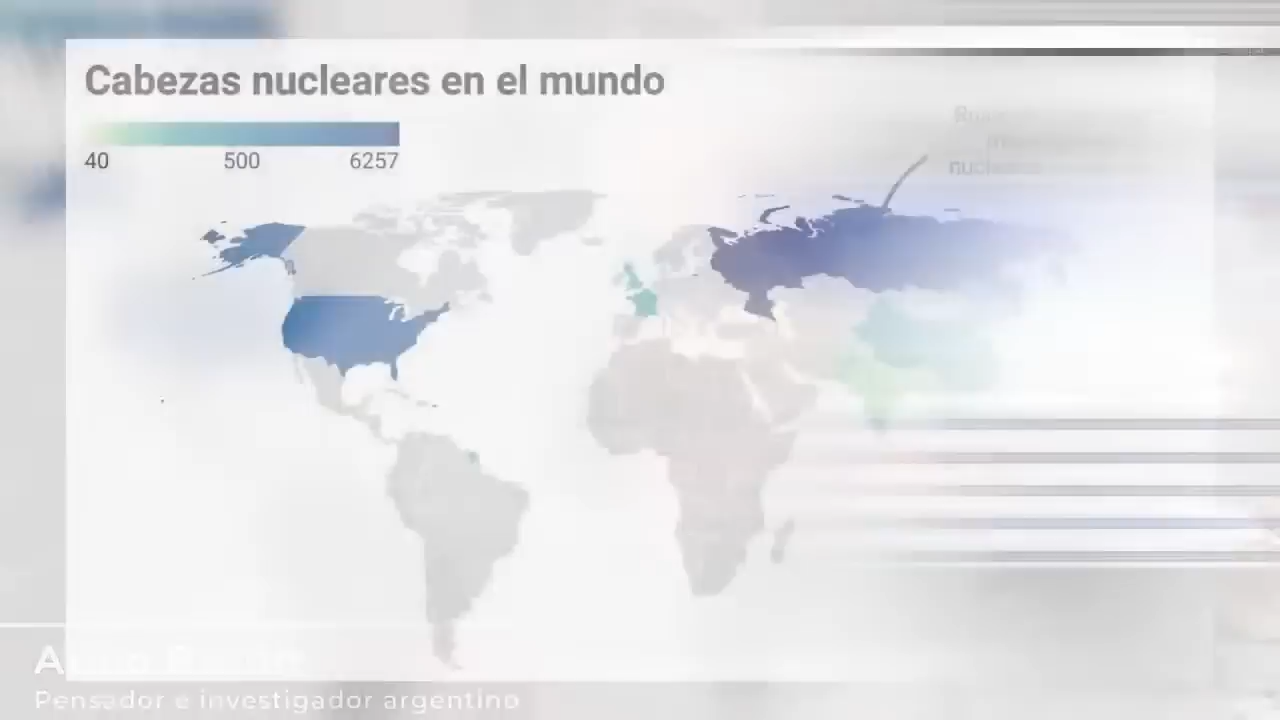 Cabezas nucleares en el mundo
40 500 6257
Pensador e investigador argentino